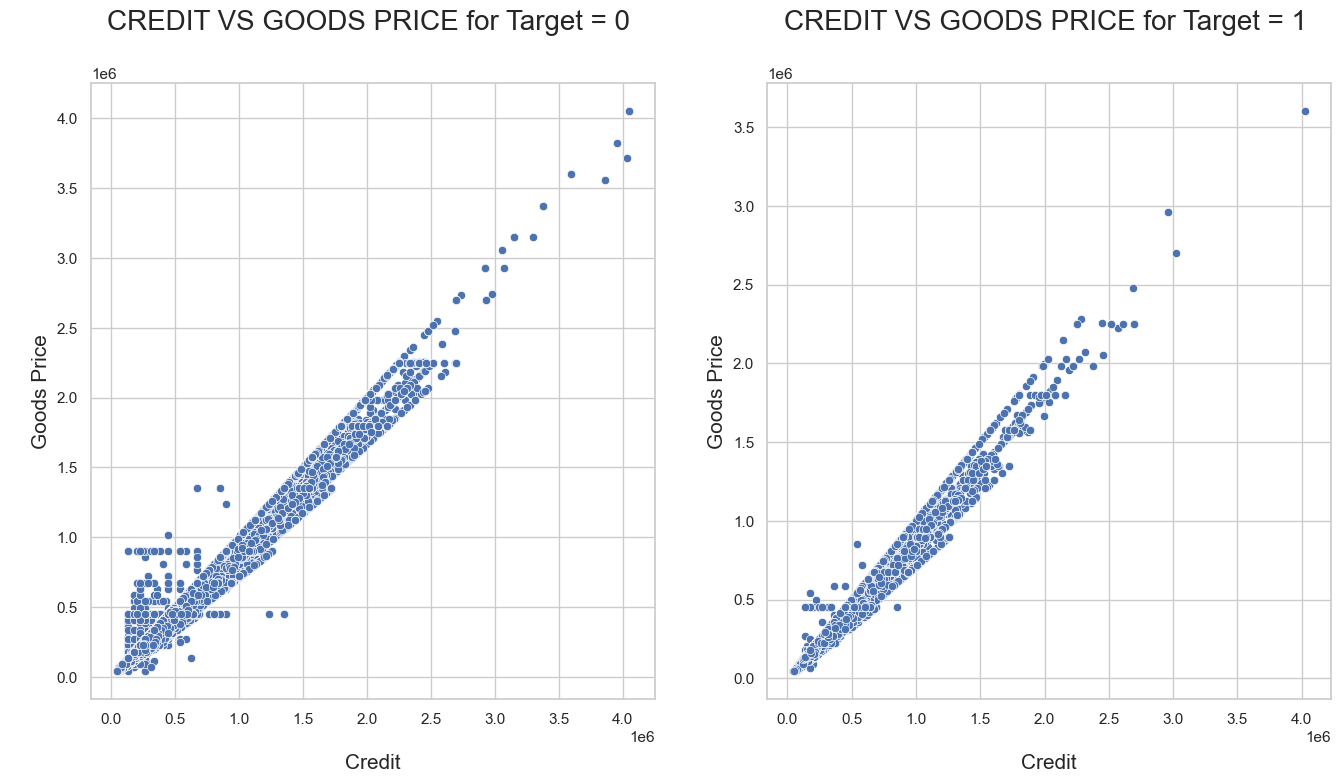 CREDIT VS GOODS PRICE for Target = 0
1e6
4.0
3.5
3.0
2.5
2.0
1.5
1.0
0.5
0.0
Goods Price
0.0 0.5 1.0 1.5 2.0 2.5 3.0 3.5 4.0
1e6
Credit
CREDIT VS GOODS PRICE for Target = 1
1e6
3.5
3.0
2.5
2.0
1.5
1.0
0.5
0.0
Goods Price
0.0 0.5 1.0 1.5 2.0 2.5 3.0 3.5 4.0
1e6
Credit